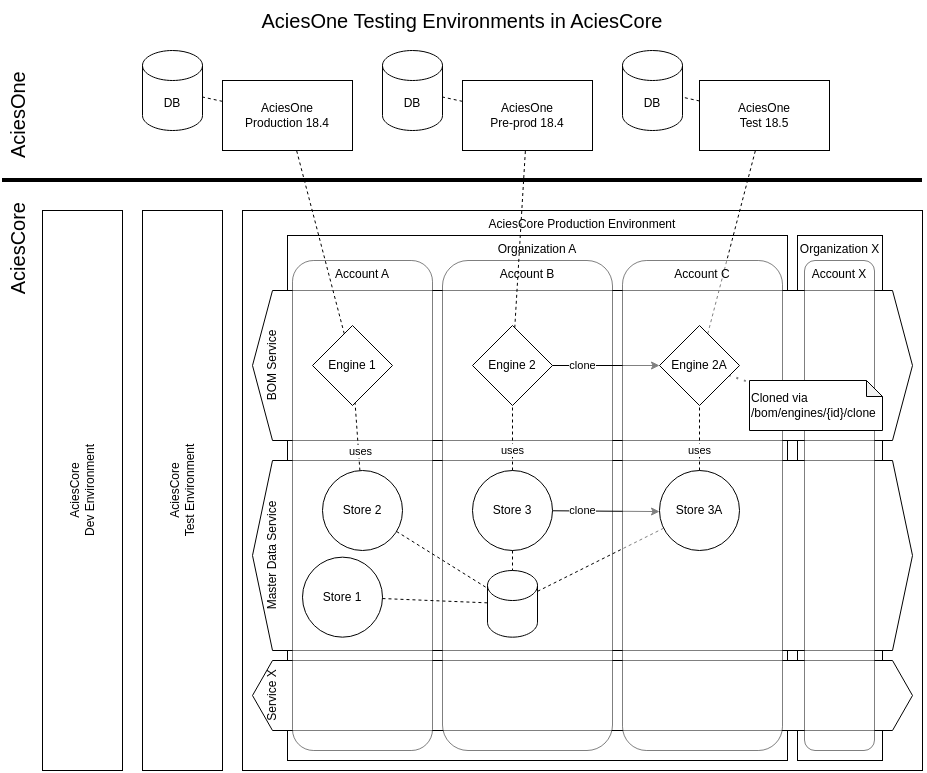 AciesOne Testing Environments in AciesCore
AciesOne
DB
AciesOne
Production 18.4
DB
AciesOne
Pre-prod 18.4
DB
AciesOne
Test 18.5
AciesCore
AciesCore
Dev Environment
AciesCore
Test Environment
AciesCore Production Environment
Organization A
Organization X
Account A
Account B
Account C
Account X
BOM Service
Engine 1
Engine 2
clone
Engine 2A
Cloned via
/bom/engines/{id}/clone
uses
uses
uses
Master Data Service
Store 2
Store 3
clone
Store 3A
Store 1
Service X